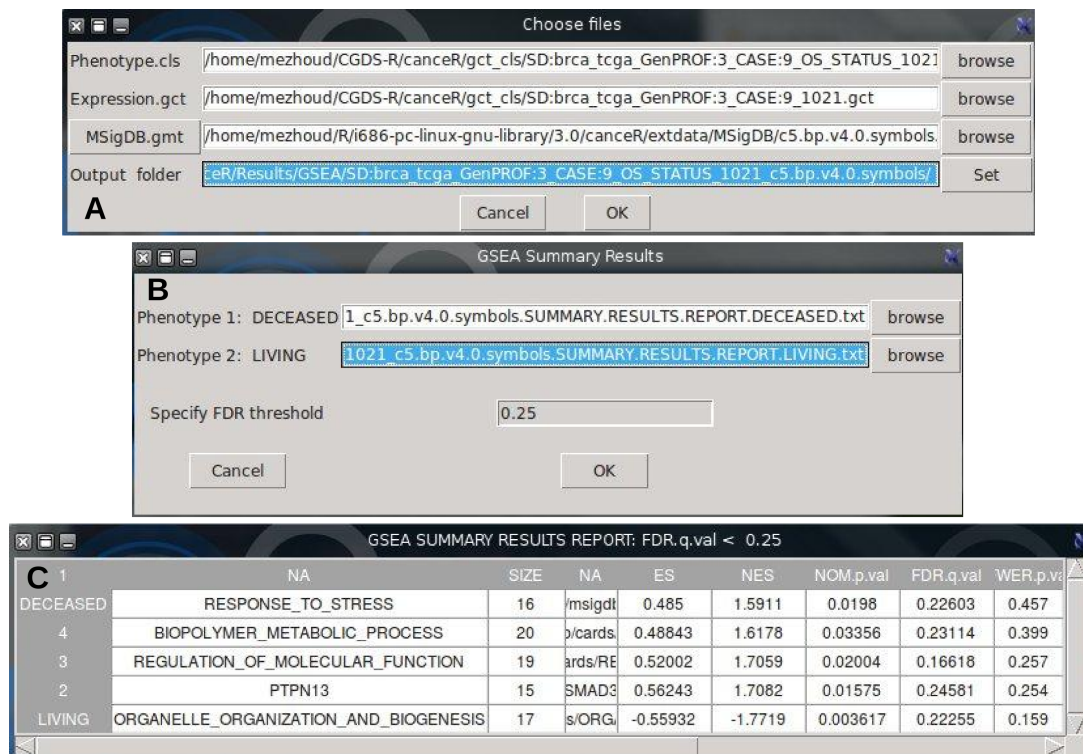 Choose files
Phenotype.cls /home/mezhoud/CGDS-R/canceR/gct_cls/SD:brca_tcga_GenPROF:3_CASE:9_OS_STATUS_1021 browse
Expression.gct /home/mezhoud/CGDS-R/canceR/gct_cls/SD:brca_tcga_GenPROF:3_CASE:9_1021.gct browse
MSigDB.gmt /home/mezhoud/R/i686-pc-linux-gnu-library/3.0/canceR/extdata/MSigDB/c5.bp.v4.0.symbols. browse
Output folder ceR/Results/GSEA/SD:brca_tcga_GenPROF:3_CASE:9_OS_STATUS_1021_c5.bp.v4.0.symbols/ Set
A Cancel OK
GSEA Summary Results
B
Phenotype 1: DECEASED 1_c5.bp.v4.0.symbols.SUMMARY.RESULTS.REPORT.DECEASED.txt browse
Phenotype 2: LIVING 1021_c5.bp.v4.0.symbols.SUMMARY.RESULTS.REPORT.LIVING.txt browse
Specify FDR threshold 0.25
Cancel OK
GSEA SUMMARY RESULTS REPORT: FDR.q.val < 0.25
C 1 NA SIZE NA ES NES NOM.p.val FDR.q.val WER.p.va
DECEASED RESPONSE_TO_STRESS 16 /msigdb 0.485 1.5911 0.0198 0.22603 0.457
4 BIOPOLYMER_METABOLIC_PROCESS 20 p/cards/ 0.48843 1.6178 0.03356 0.23114 0.399
3 REGULATION_OF_MOLECULAR_FUNCTION 19 ards/RE 0.52002 1.7059 0.02004 0.16618 0.257
2 PTPN13 15 SMAD3 0.56243 1.7082 0.01575 0.24581 0.254
LIVING ORGANELLE_ORGANIZATION_AND_BIOGENESIS 17 s/ORG/ -0.55932 -1.7719 0.003617 0.22255 0.159